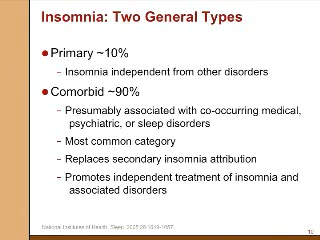 Insomnia: Two General Types
Primary ~10%
– Insomnia independent from other disorders
Comorbid ~90%
– Presumably associated with co-occurring medical,
psychiatric, or sleep disorders
– Most common category
– Replaces secondary insomnia attribution
– Promotes independent treatment of insomnia and
associated disorders
National Institutes of Health. Sleep. 2005;28:1049-1057.
10